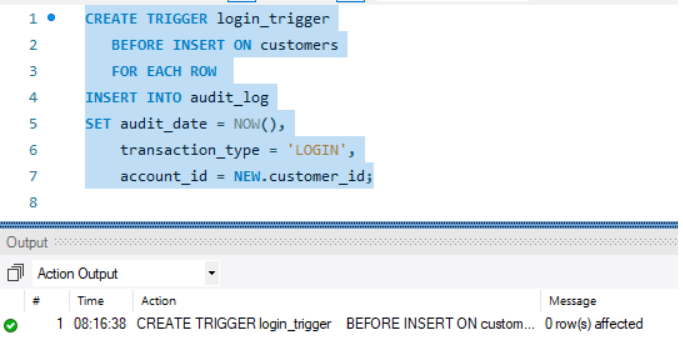 1 CREATE TRIGGER login_trigger
2 BEFORE INSERT ON customers
3 FOR EACH ROW
4 INSERT INTO audit_log
5 SET audit_date = NOW(),
6 transaction_type = 'LOGIN',
7 account_id = NEW.customer_id;
8
Output
Action Output
# Time Action Message
1 08:16:38 CREATE TRIGGER login_trigger BEFORE INSERT ON custom... 0 row(s) affected